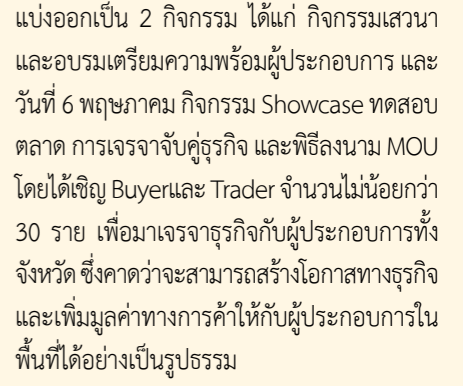 แบ่งออกเป็น 2 กิจกรรม ได้แก่ กิจกรรมเสวนา
และอบรมเตรียมความพร้อมผู้ประกอบการ และ
วันที่ 6 พฤษภาคม กิจกรรม Showcase ทดสอบ
ตลาด การเจรจาจับคู่ธุรกิจ และพิธีลงนาม MOU
โดยได้เชิญ Buyerและ Trader จำนวนไม่น้อยกว่า
30 ราย เพื่อมาเจรจาธุรกิจกับผู้ประกอบการทั้ง
จังหวัด ซึ่งคาดว่าจะสามารถสร้างโอกาสทางธุรกิจ
และเพิ่มมูลค่าทางการค้าให้กับผู้ประกอบการใน
พื้นที่ได้อย่างเป็นรูปธรรม